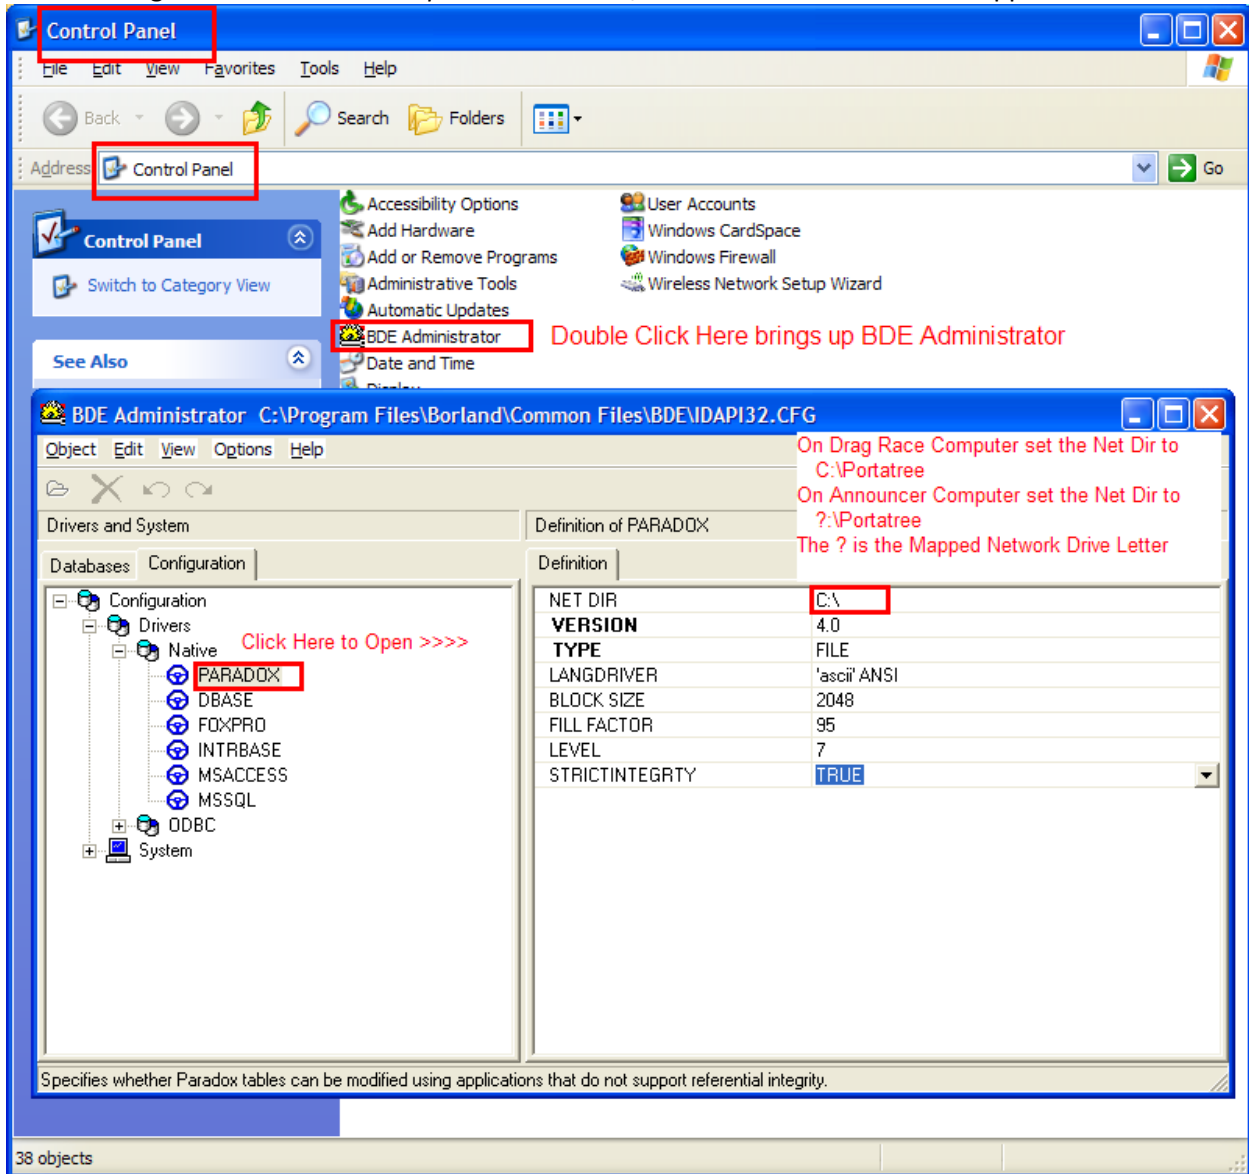 Control Panel
File Edit View Favorites Tools Help
Back Search Folders
Address Control Panel Go
Control Panel
Switch to Category View
See Also
Accessibility Options
Add Hardware
Add or Remove Programs
Administrative Tools
Automatic Updates
BDE Administrator
Date and Time
Display
User Accounts
Windows CardSpace
Windows Firewall
Wireless Network Setup Wizard
Double Click Here brings up BDE Administrator
BDE Administrator C:\Program Files\Borland\Common Files\BDE\IDAPI32.CFG
Object Edit View Options Help
On Drag Race Computer set the Net Dir to
C:\Portatree
On Announcer Computer set the Net Dir to
?:\Portatree
The ? is the Mapped Network Drive Letter
Drivers and System
Definition of PARADOX
Databases Configuration
Definition
Configuration
Drivers
Native
Click Here to Open >>>>
PARADOX
DBASE
FOXPRO
INTRBASE
MSACCESS
MSSQL
ODBC
System
NET DIR C:\
VERSION 4.0
TYPE FILE
LANGDRIVER 'ascii' ANSI
BLOCK SIZE 2048
FILL FACTOR 95
LEVEL 7
STRICTINTEGRTY TRUE
Specifies whether Paradox tables can be modified using applications that do not support referential integrity.
38 objects